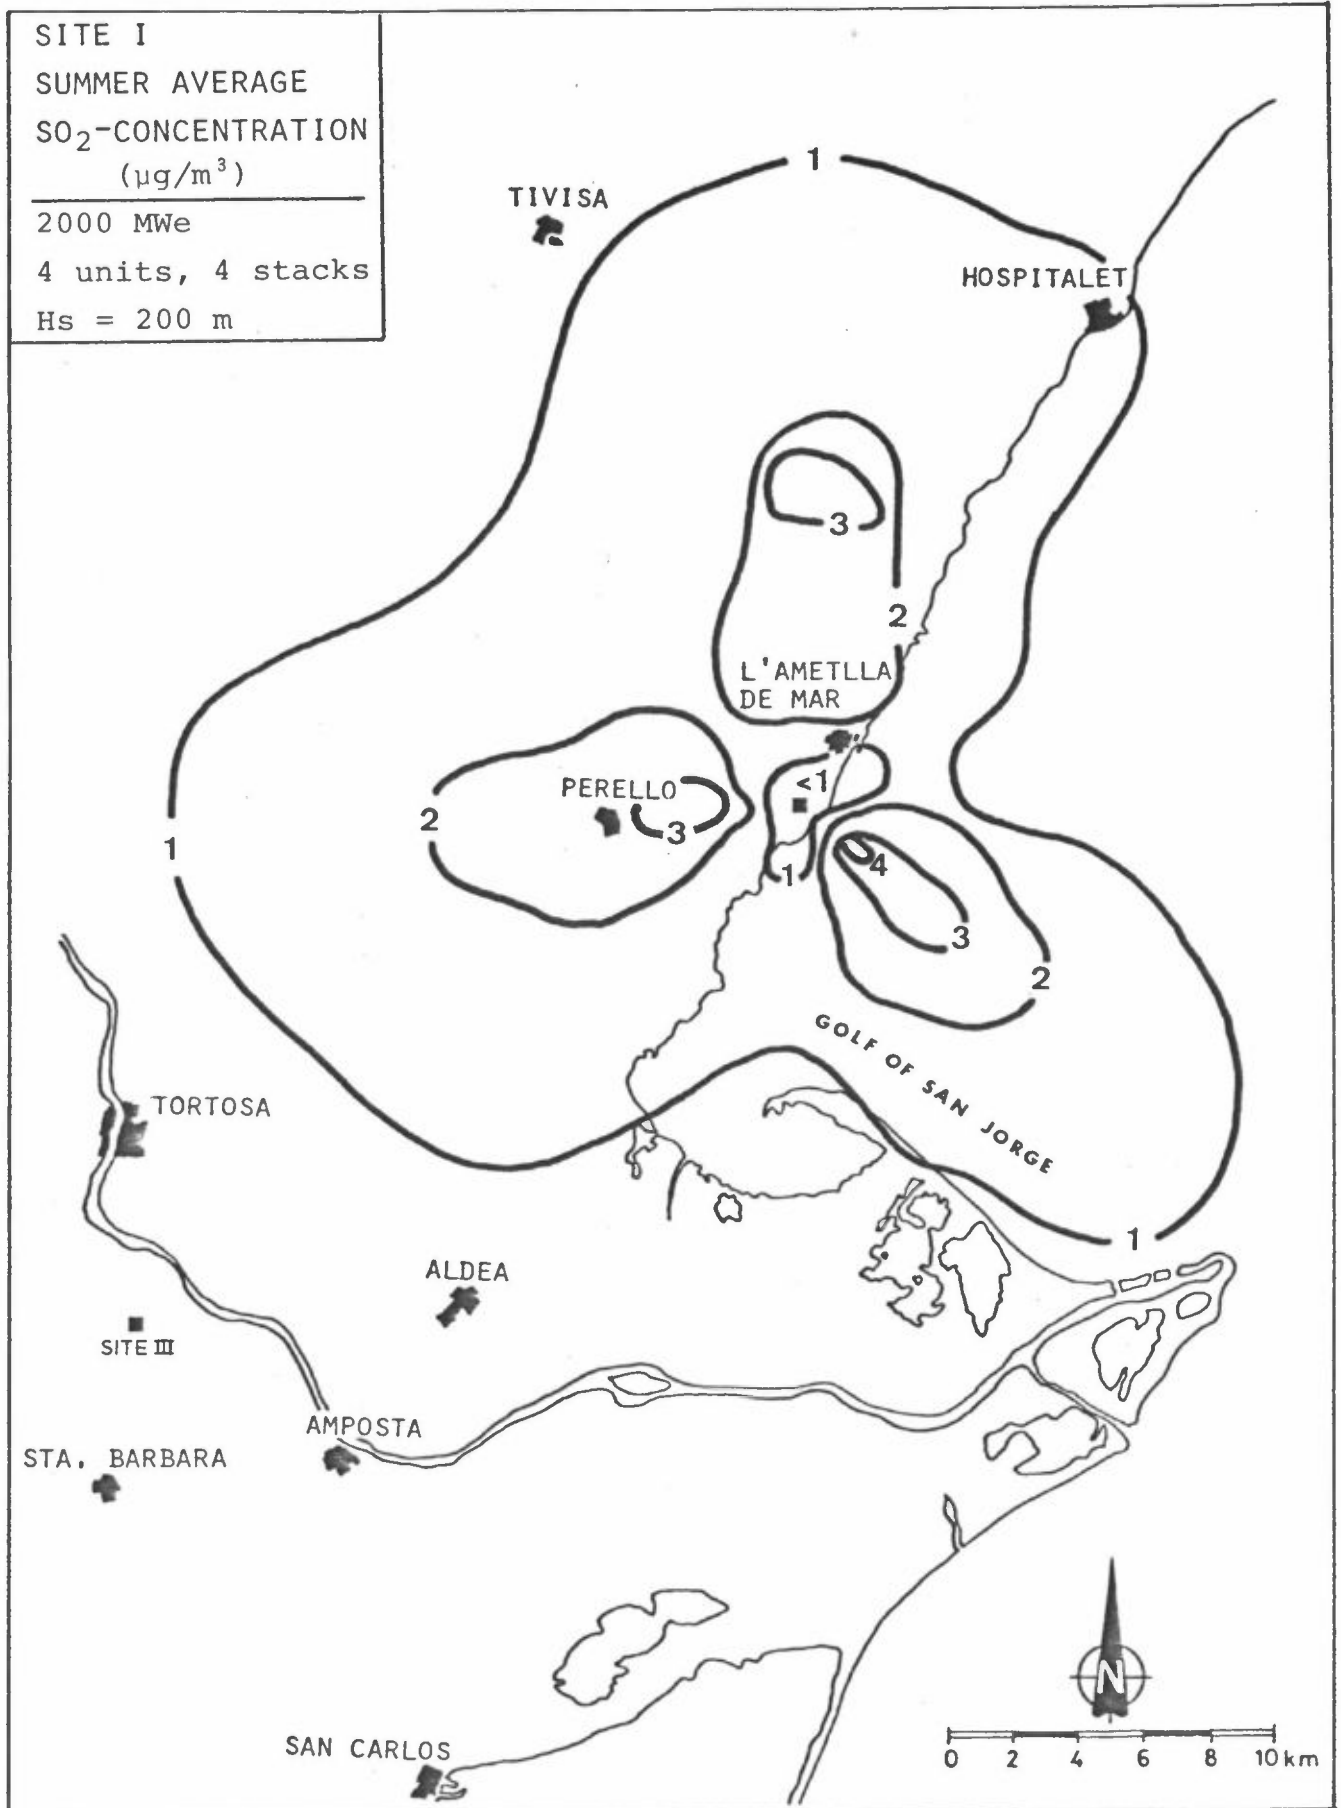 SITE I
SUMMER AVERAGE
SO₂-CONCENTRATION
(µg/m³)
2000 MWe
4 units, 4 stacks
Hs = 200 m
1
TIVISA
HOSPITALET
3
2
L'AMETLLA
DE MAR
<1
PERELLO
2
3
1
4
1
3
2
GOLF OF SAN JORGE
TORTOSA
1
ALDEA
SITE III
AMPOSTA
STA. BARBARA
N
SAN CARLOS
0 2 4 6 8 10 km